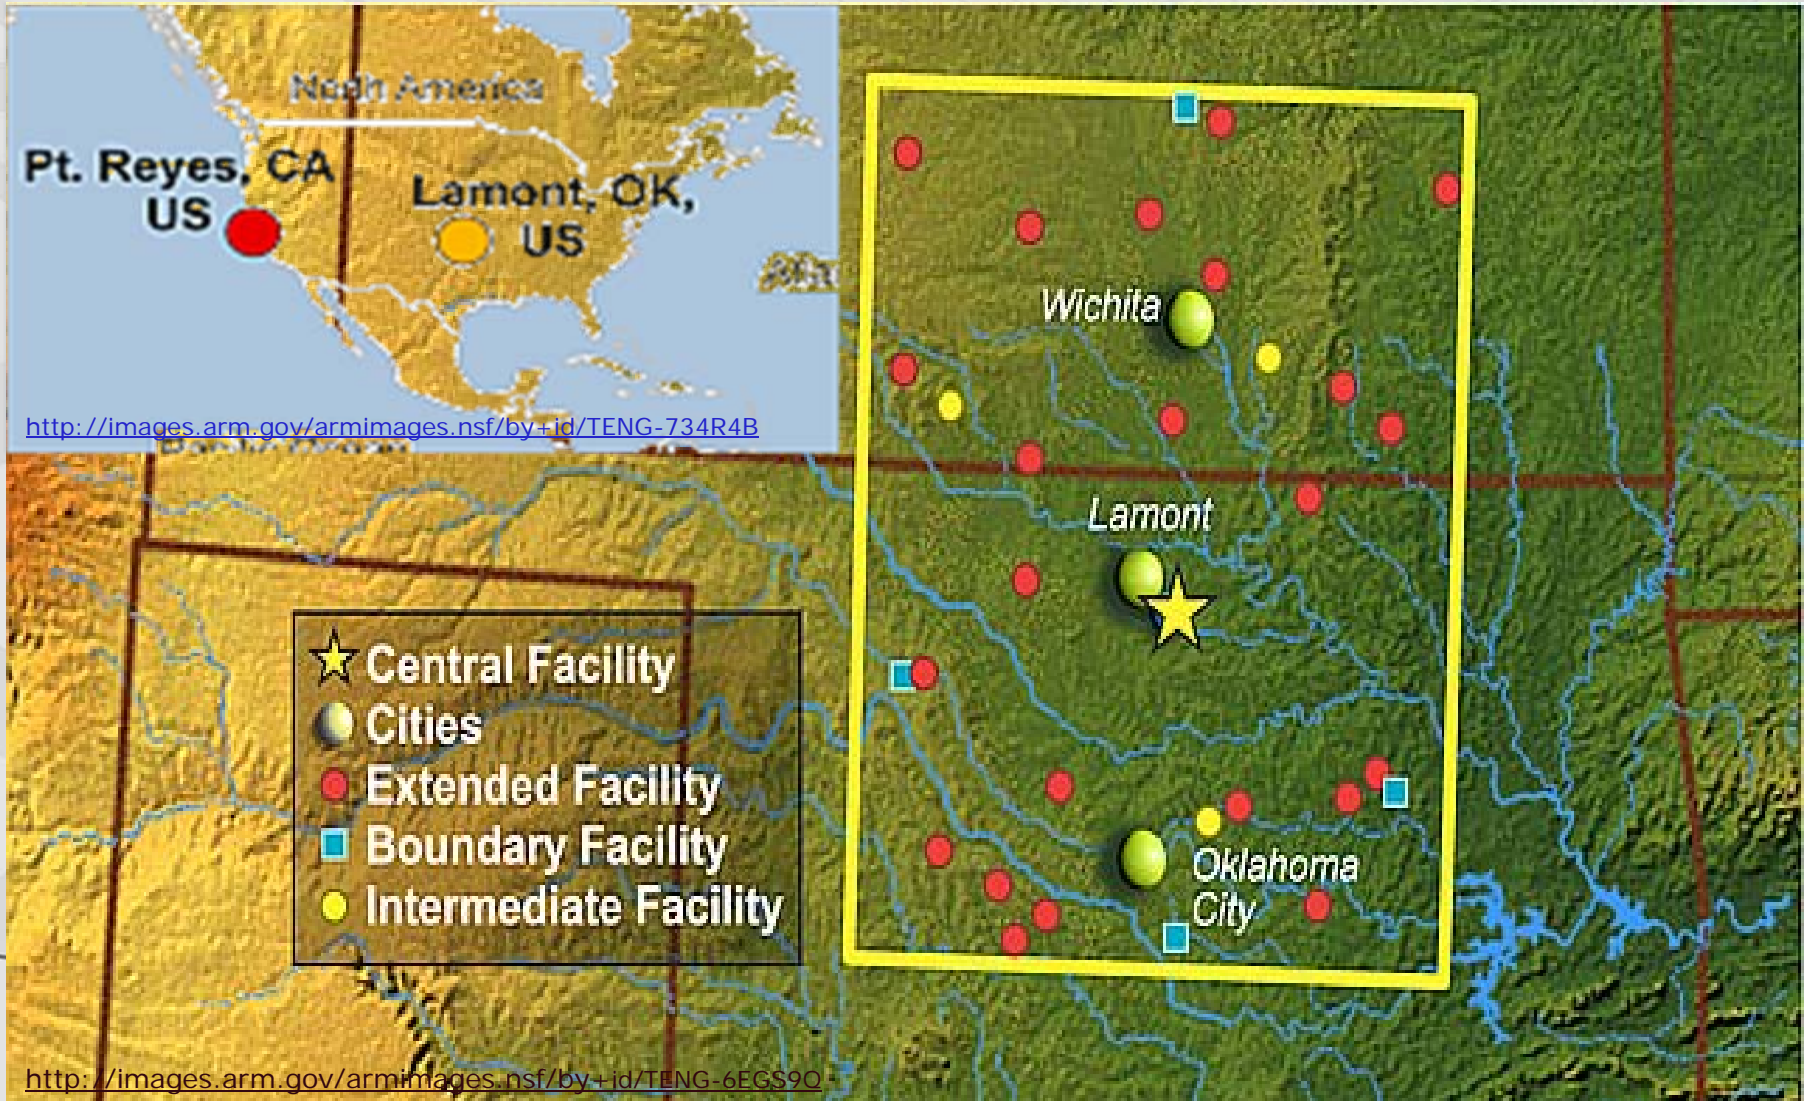 North America
Pt. Reyes, CA
US
Lamont, OK,
US
http://images.arm.gov/armimages.nsf/by+id/TENG-734R4B
Wichita
Lamont
Central Facility
Cities
Extended Facility
Boundary Facility
Intermediate Facility
Oklahoma
City
http://images.arm.gov/armimages.nsf/by+id/TENG-6EGS9Q